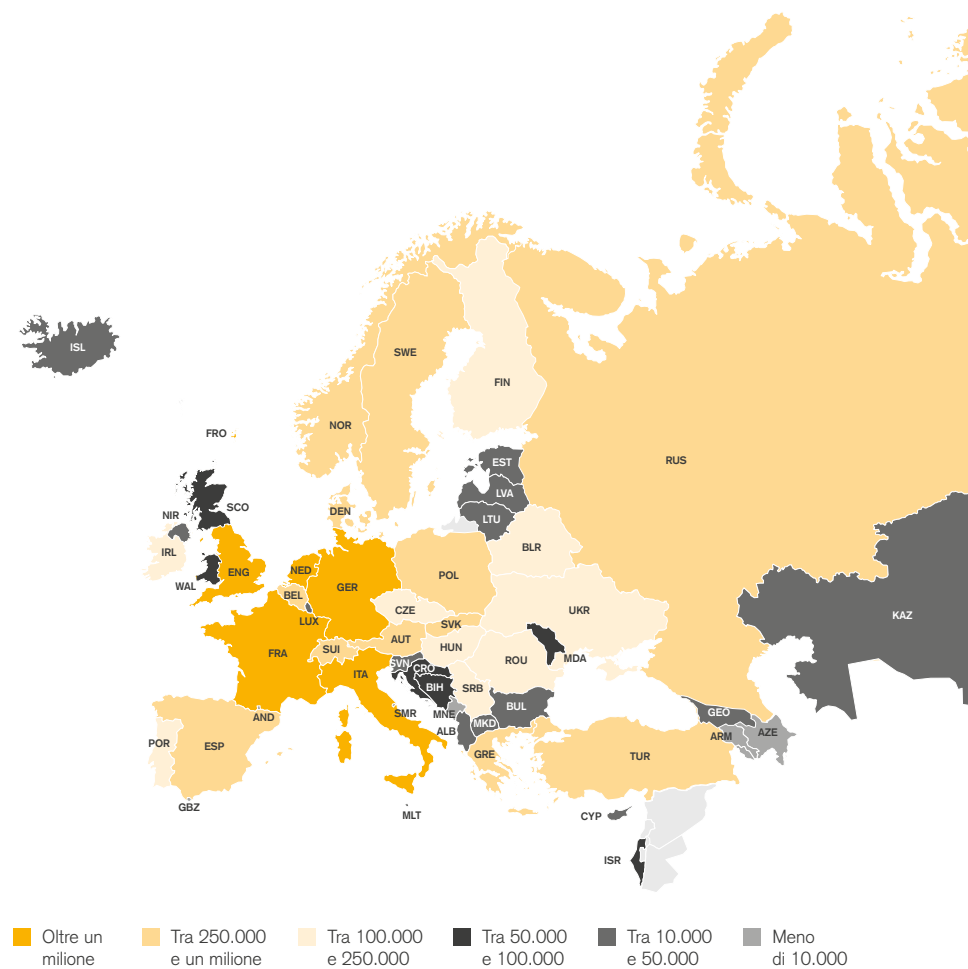 ISL
SWE
FIN
NOR
FRO
RUS
EST
LVA
SCO
DEN
NIR
LTU
IRL
BLR
ENG
NED
POL
WAL
GER
BEL
CZE
UKR
KAZ
LUX
SVK
AUT
SUI
HUN
FRA
MDA
ROU
SVN
CRO
ITA
BIH
SRB
BUL
GEO
SMR
MNE
AND
MKD
ALB
AZE
ARM
POR
ESP
GRE
TUR
GBZ
MLT
CYP
ISR
Oltre un
milione
Tra 250.000
e un milione
Tra 100.000
e 250.000
Tra 50.000
e 100.000
Tra 10.000
e 50.000
Meno
di 10.000